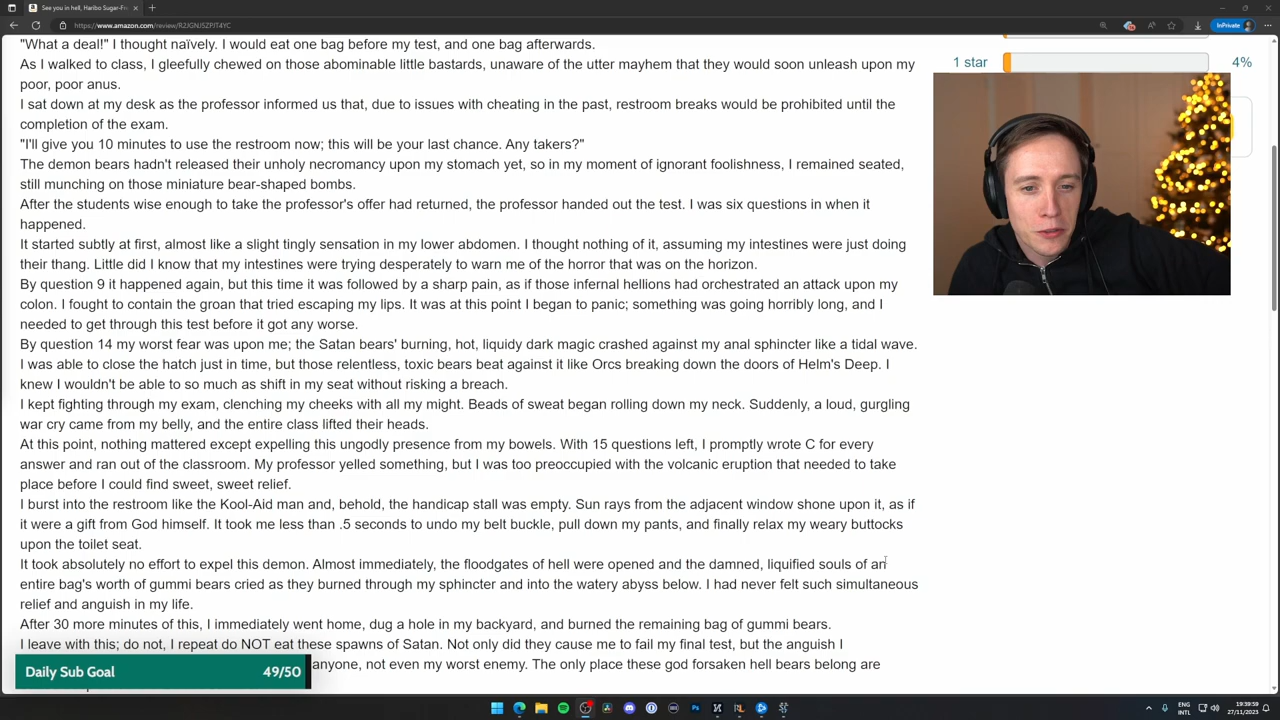 See you in hell, Haribo Sugar-Fre
https://www.amazon.com/review/R2JGNJ5ZPJT4YC
InPrivate
"What a deal!" I thought naïvely. I would eat one bag before my test, and one bag afterwards.
As I walked to class, I gleefully chewed on those abominable little bastards, unaware of the utter mayhem that they would soon unleash upon my
poor, poor anus.
I sat down at my desk as the professor informed us that, due to issues with cheating in the past, restroom breaks would be prohibited until the
completion of the exam.
"I'll give you 10 minutes to use the restroom now; this will be your last chance. Any takers?"
The demon bears hadn't released their unholy necromancy upon my stomach yet, so in my moment of ignorant foolishness, I remained seated,
still munching on those miniature bear-shaped bombs.
After the students wise enough to take the professor's offer had returned, the professor handed out the test. I was six questions in when it
happened.
It started subtly at first, almost like a slight tingly sensation in my lower abdomen. I thought nothing of it, assuming my intestines were just doing
their thang. Little did I know that my intestines were trying desperately to warn me of the horror that was on the horizon.
By question 9 it happened again, but this time it was followed by a sharp pain, as if those infernal hellions had orchestrated an attack upon my
colon. I fought to contain the groan that tried escaping my lips. It was at this point I began to panic; something was going horribly long, and I
needed to get through this test before it got any worse.
By question 14 my worst fear was upon me; the Satan bears' burning, hot, liquidy dark magic crashed against my anal sphincter like a tidal wave.
I was able to close the hatch just in time, but those relentless, toxic bears beat against it like Orcs breaking down the doors of Helm's Deep. I
knew I wouldn't be able to so much as shift in my seat without risking a breach.
I kept fighting through my exam, clenching my cheeks with all my might. Beads of sweat began rolling down my neck. Suddenly, a loud, gurgling
war cry came from my belly, and the entire class lifted their heads.
At this point, nothing mattered except expelling this ungodly presence from my bowels. With 15 questions left, I promptly wrote C for every
answer and ran out of the classroom. My professor yelled something, but I was too preoccupied with the volcanic eruption that needed to take
place before I could find sweet, sweet relief.
I burst into the restroom like the Kool-Aid man and, behold, the handicap stall was empty. Sun rays from the adjacent window shone upon it, as if
it were a gift from God himself. It took me less than .5 seconds to undo my belt buckle, pull down my pants, and finally relax my weary buttocks
upon the toilet seat.
It took absolutely no effort to expel this demon. Almost immediately, the floodgates of hell were opened and the damned, liquified souls of an
entire bag's worth of gummi bears cried as they burned through my sphincter and into the watery abyss below. I had never felt such simultaneous
relief and anguish in my life.
After 30 more minutes of this, I immediately went home, dug a hole in my backyard, and burned the remaining bag of gummi bears.
I leave with this; do not, I repeat do NOT eat these spawns of Satan. Not only did they cause me to fail my final test, but the anguish I
anyone, not even my worst enemy. The only place these god forsaken hell bears belong are
1 star
4%
Daily Sub Goal
49/50
ENG
INTL
19:39:59
27/11/2023